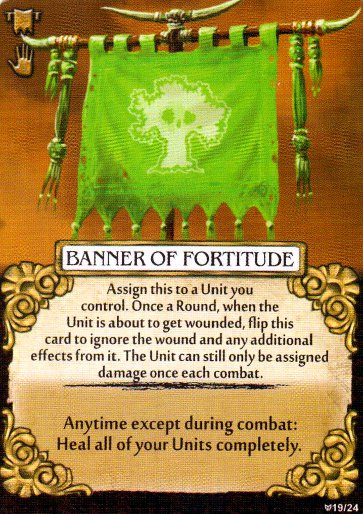 BANNER OF FORTITUDE
Assign this to a Unit you
control. Once a Round, when the
Unit is about to get wounded, flip this
card to ignore the wound and any additional
effects from it. The Unit can still only be assigned
damage once each combat.
Anytime except during combat:
Heal all of your Units completely.
19/24